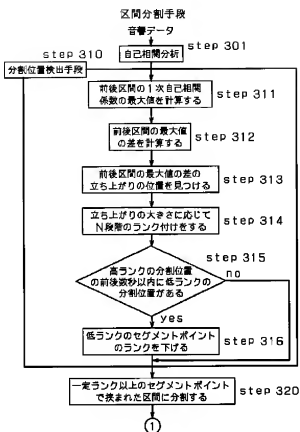 区間分割手段
音響データ
step 310
自己相関分析
step 301
分割位置検出手段
前後区間の1次自己相関
係数の最大値を計算する
step 311
前後区間の最大値
の差を計算する
step 312
前後区間の最大値の差の
立ち上がりの位置を見つける
step 313
立ち上がりの大きさに応じて
N段階のランク付けをする
step 314
step 315
高ランクの分割位置
の前後数秒以内に低ランクの
分割位置がある
no
yes
低ランクのセグメントポイント
のランクを下げる
step 316
一定ランク以上のセグメントポイント
で挟まれた区間に分割する
step 320
①